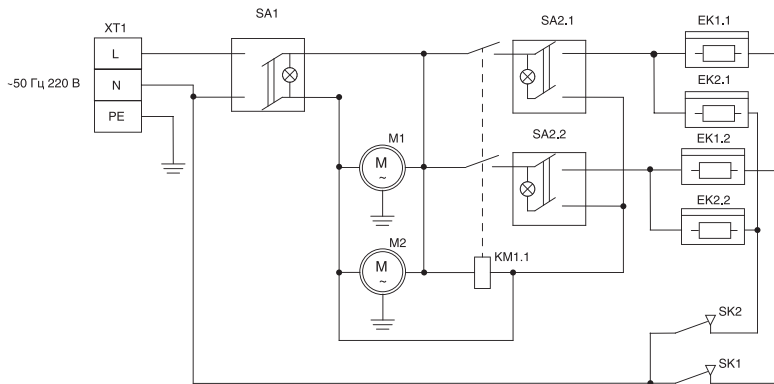 SA1
SA2.1
EK1.1
XT1
L
~50 Гц 220 В
N
EK2.1
PE
SA2.2
M1
EK1.2
M
~
EK2.2
M2
M
~
KM1.1
SK2
SK1